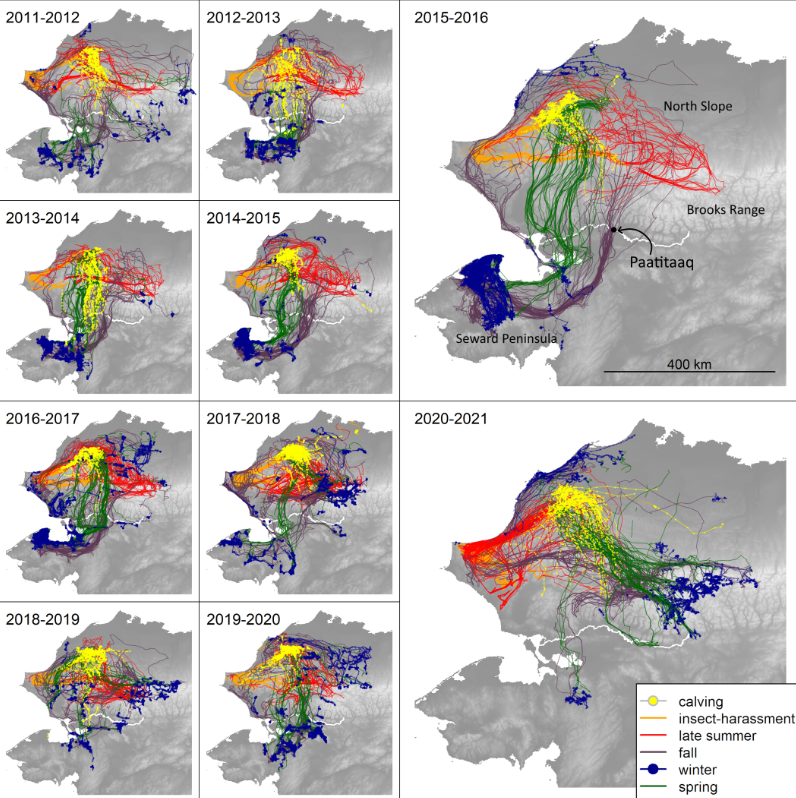 2011-2012
2012-2013
2015-2016
North Slope
Brooks Range
Paatitaaq
Seward Peninsula
400 km
2013-2014
2014-2015
2016-2017
2017-2018
2020-2021
2018-2019
2019-2020
calving
insect-harassment
late summer
fall
winter
spring